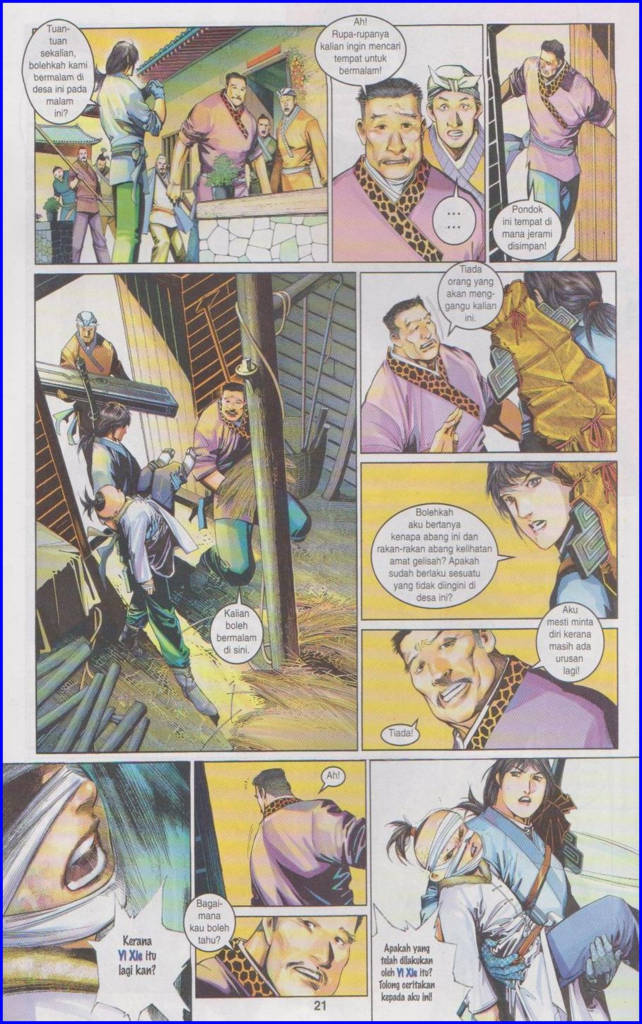 Tuan-
tuan
sekalian,
bolehkah kami
bermalam di
desa ini pada
malam
ini?
Ah!
Rupa-rupanya
kalian ingin mencari
tempat untuk
bermalam!
...
...
Pondok
ini tempat di
mana jerami
disimpan!
Tiada
orang yang
akan meng-
gangu kalian
ini.
Kalian
boleh
bermalam
di sini.
Bolehkah
aku bertanya
kenapa abang ini dan
rakan-rakan abang kelihatan
amat gelisah? Apakah
sudah berlaku sesuatu
yang tidak diingini di
desa ini?
Aku
mesti minta
diri kerana
masih ada
urusan
lagi!
Tiada!
Kerana
Yi Xie itu
lagi kan?
Ah!
Bagai-
mana
kau boleh
tahu?
Apakah yang
telah dilakukan
oleh Yi Xie itu?
Tolong ceritakan
kepada aku ini!
21